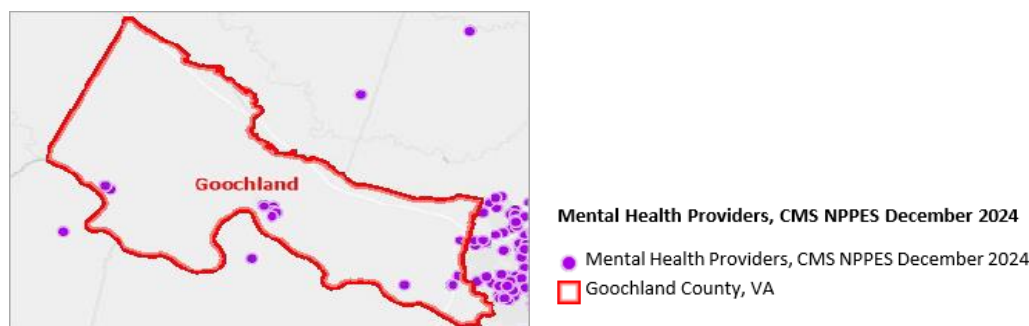 Goochland
Mental Health Providers, CMS NPPES December 2024
Mental Health Providers, CMS NPPES December 2024
Goochland County, VA